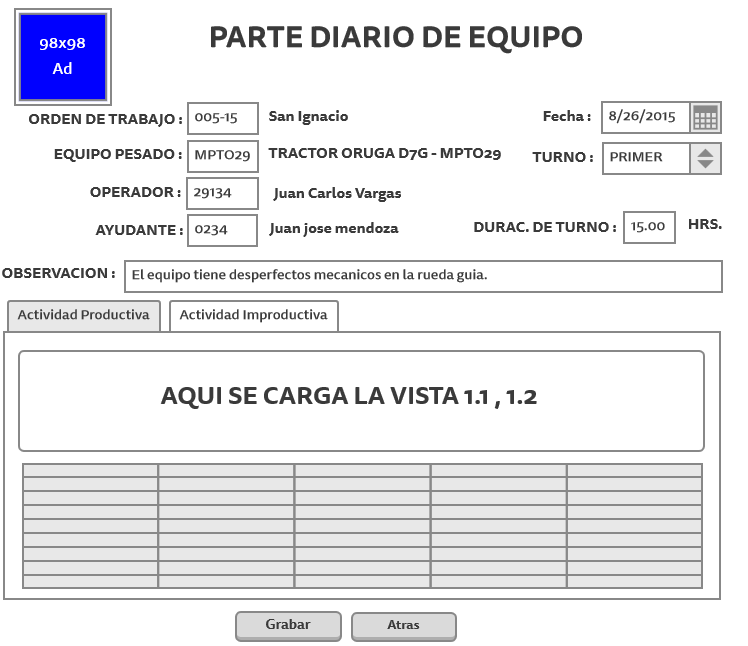 98x98
Ad
PARTE DIARIO DE EQUIPO
ORDEN DE TRABAJO : 005-15 San Ignacio Fecha : 8/26/2015
EQUIPO PESADO : MPTO29 TRACTOR ORUGA D7G - MPTO29 TURNO : PRIMER
OPERADOR : 29134 Juan Carlos Vargas
AYUDANTE : 0234 Juan jose mendoza DURAC. DE TURNO : 15.00 HRS.
OBSERVACION : El equipo tiene desperfectos mecanicos en la rueda guia.
Actividad Productiva Actividad Improductiva
AQUI SE CARGA LA VISTA 1.1 , 1.2
Grabar Atras